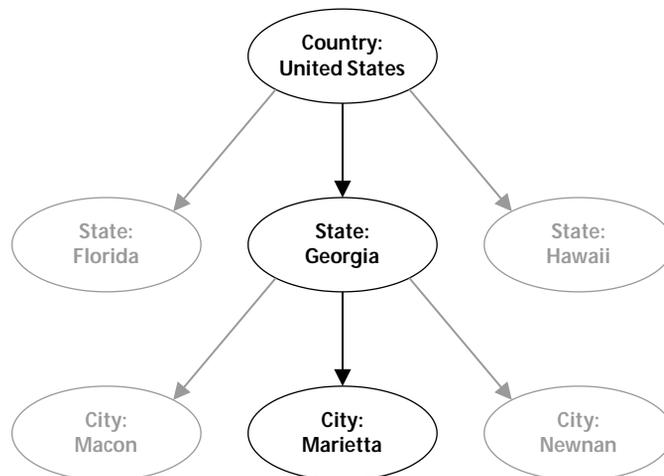 Country:
United States
State:
Florida
State:
Georgia
State:
Hawaii
City:
Macon
City:
Marietta
City:
Newnan